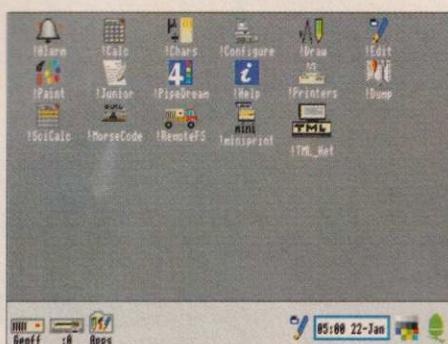 !Alarm !Calc !Chars !Configure !Draw !Edit
!Paint !Junior !PipeDream !Help !Printers !Dump
!SciCalc !MorseCode !RemoteFS !miniprint !TML_Net
Geoff :0 Apps 05:00 22-Jan